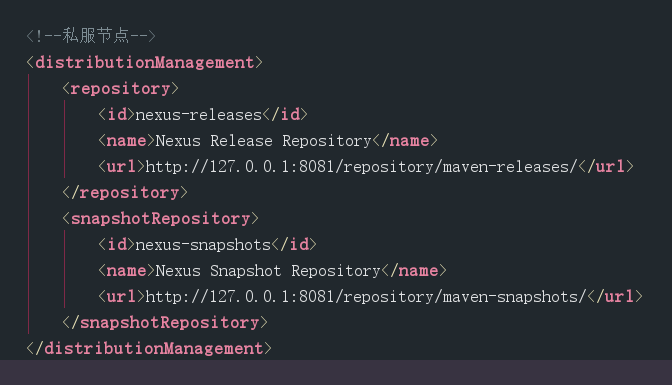 <!--私服节点-->
<distributionManagement>
<repository>
<id>nexus-releases</id>
<name>Nexus Release Repository</name>
<url>http://127.0.0.1:8081/repository/maven-releases/</url>
</repository>
<snapshotRepository>
<id>nexus-snapshots</id>
<name>Nexus Snapshot Repository</name>
<url>http://127.0.0.1:8081/repository/maven-snapshots/</url>
</snapshotRepository>
</distributionManagement>